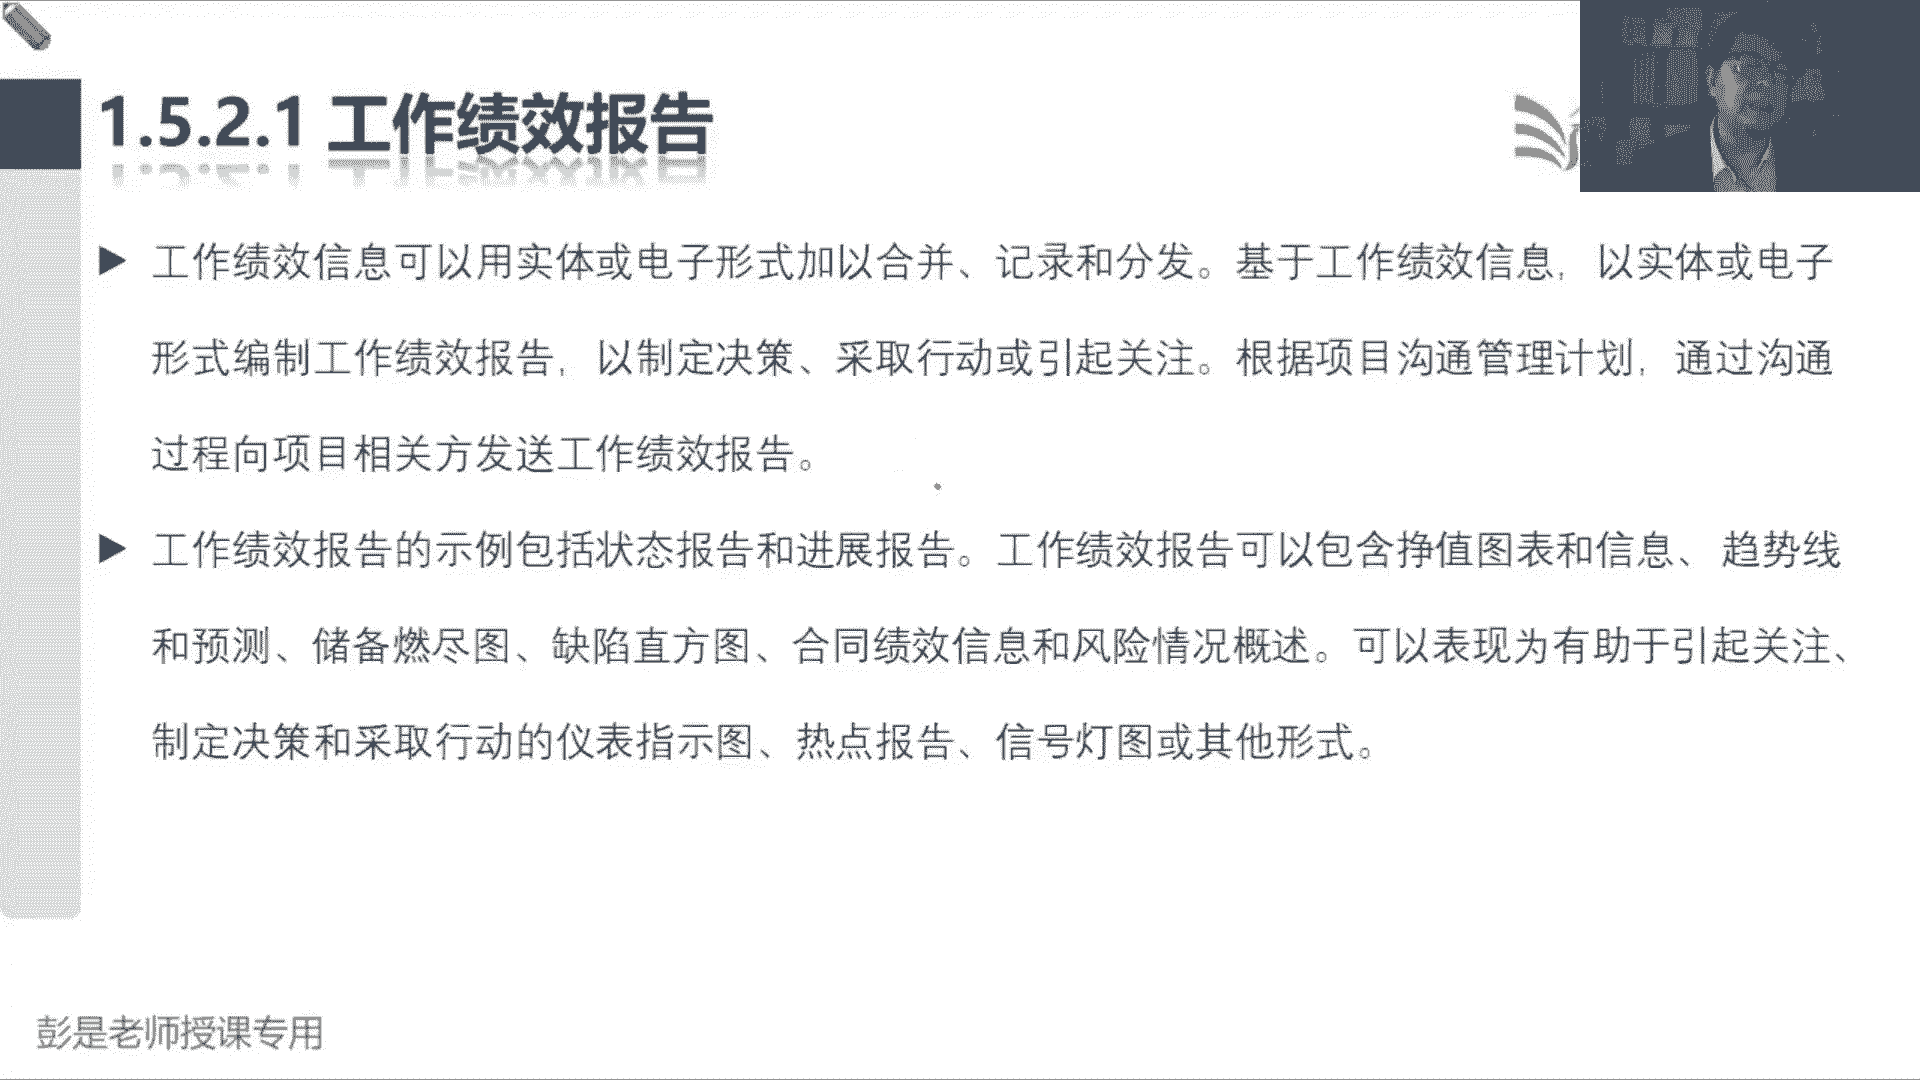 1.5.2.1 工作绩效报告
工作绩效信息可以用实体或电子形式加以合并、记录和分发。基于工作绩效信息，以实体或电子
形式编制工作绩效报告，以制定决策、采取行动或引起关注。根据项目沟通管理计划，通过沟通
过程向项目相关方发送工作绩效报告。
工作绩效报告的示例包括状态报告和进展报告。工作绩效报告可以包含挣值图表和信息、趋势线
和预测、储备燃尽图、缺陷直方图、合同绩效信息和风险情况概述。可以表现为有助于引起关注、
制定决策和采取行动的仪表指示图、热点报告、信号灯图或其他形式。
彭是老师授课专用